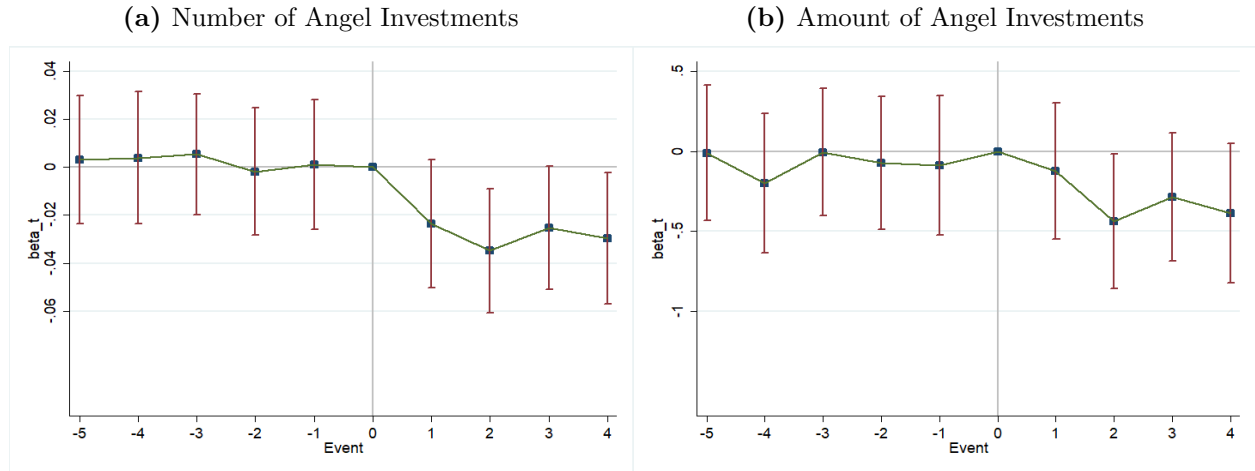 (a) Number of Angel Investments
.04
.02
0
-.02
-.04
-.06
beta_t
-5 -4 -3 -2 -1 0 1 2 3 4
Event
(b) Amount of Angel Investments
.5
0
-.5
-1
beta_t
-5 -4 -3 -2 -1 0 1 2 3 4
Event